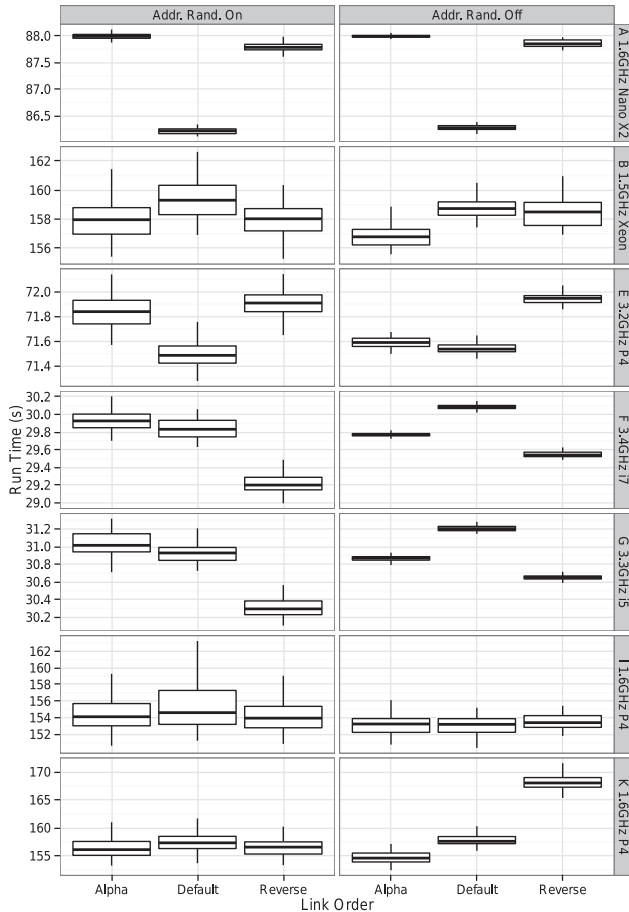 Addr. Rand. On
Addr. Rand. Off
88.0
87.5
86.5
A 1.6GHz Nano X2
162
160
158
156
B 1.5GHz Xeon
72.0
71.8
71.6
71.4
E 3.2GHz P4
30.2
30.0
29.8
29.6
29.4
29.2
29.0
F 3.4GHz i7
31.2
31.0
30.8
30.6
30.4
30.2
G 3.3GHz i5
162
160
158
156
154
152
I 1.6GHz P4
170
165
160
155
K 1.6GHz P4
Run Time (s)
Alpha
Default
Reverse
Alpha
Default
Reverse
Link Order